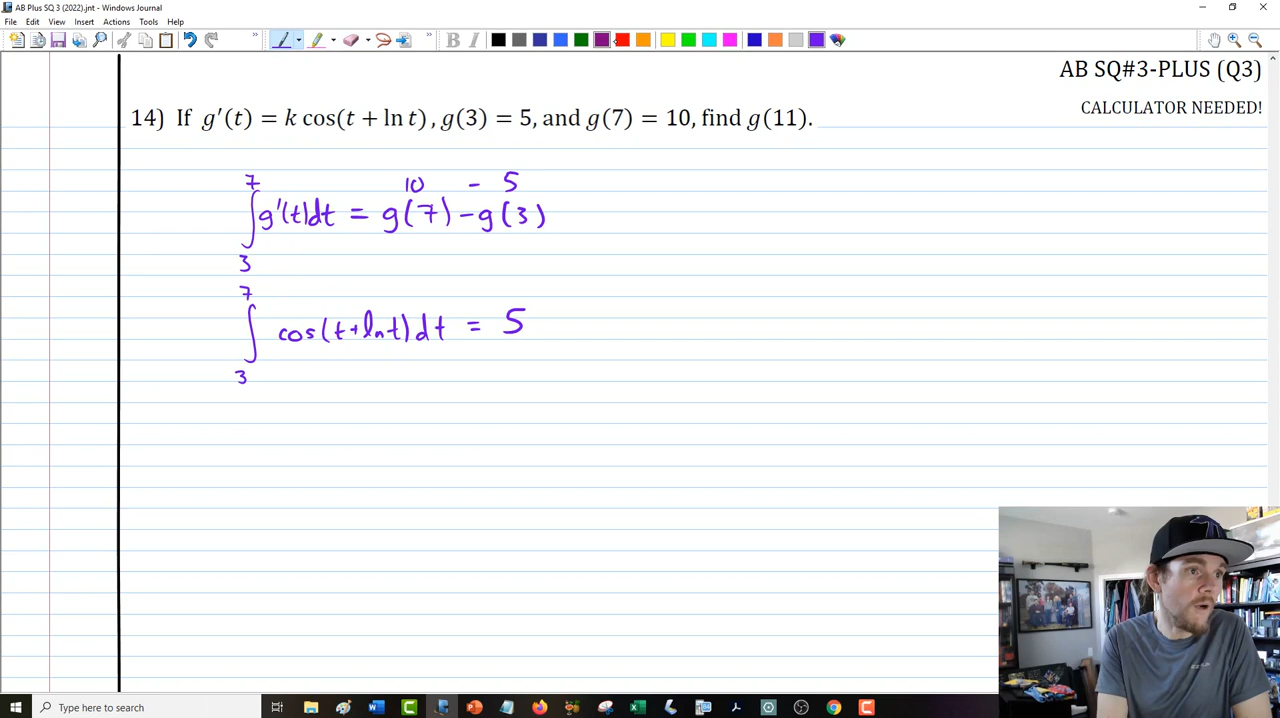 AB Plus SQ 3 (2022).jnt - Windows Journal
File Edit View Insert Actions Tools Help
B I
AB SQ#3-PLUS (Q3)
CALCULATOR NEEDED!
14) If g′(t) = k cos(t + ln t) , g(3) = 5, and g(7) = 10, find g(11).
7 10 - 5
∫g'(t)dt = g(7) - g(3)
3
7
∫ cos(t+lnt)dt = 5
3
Type here to search